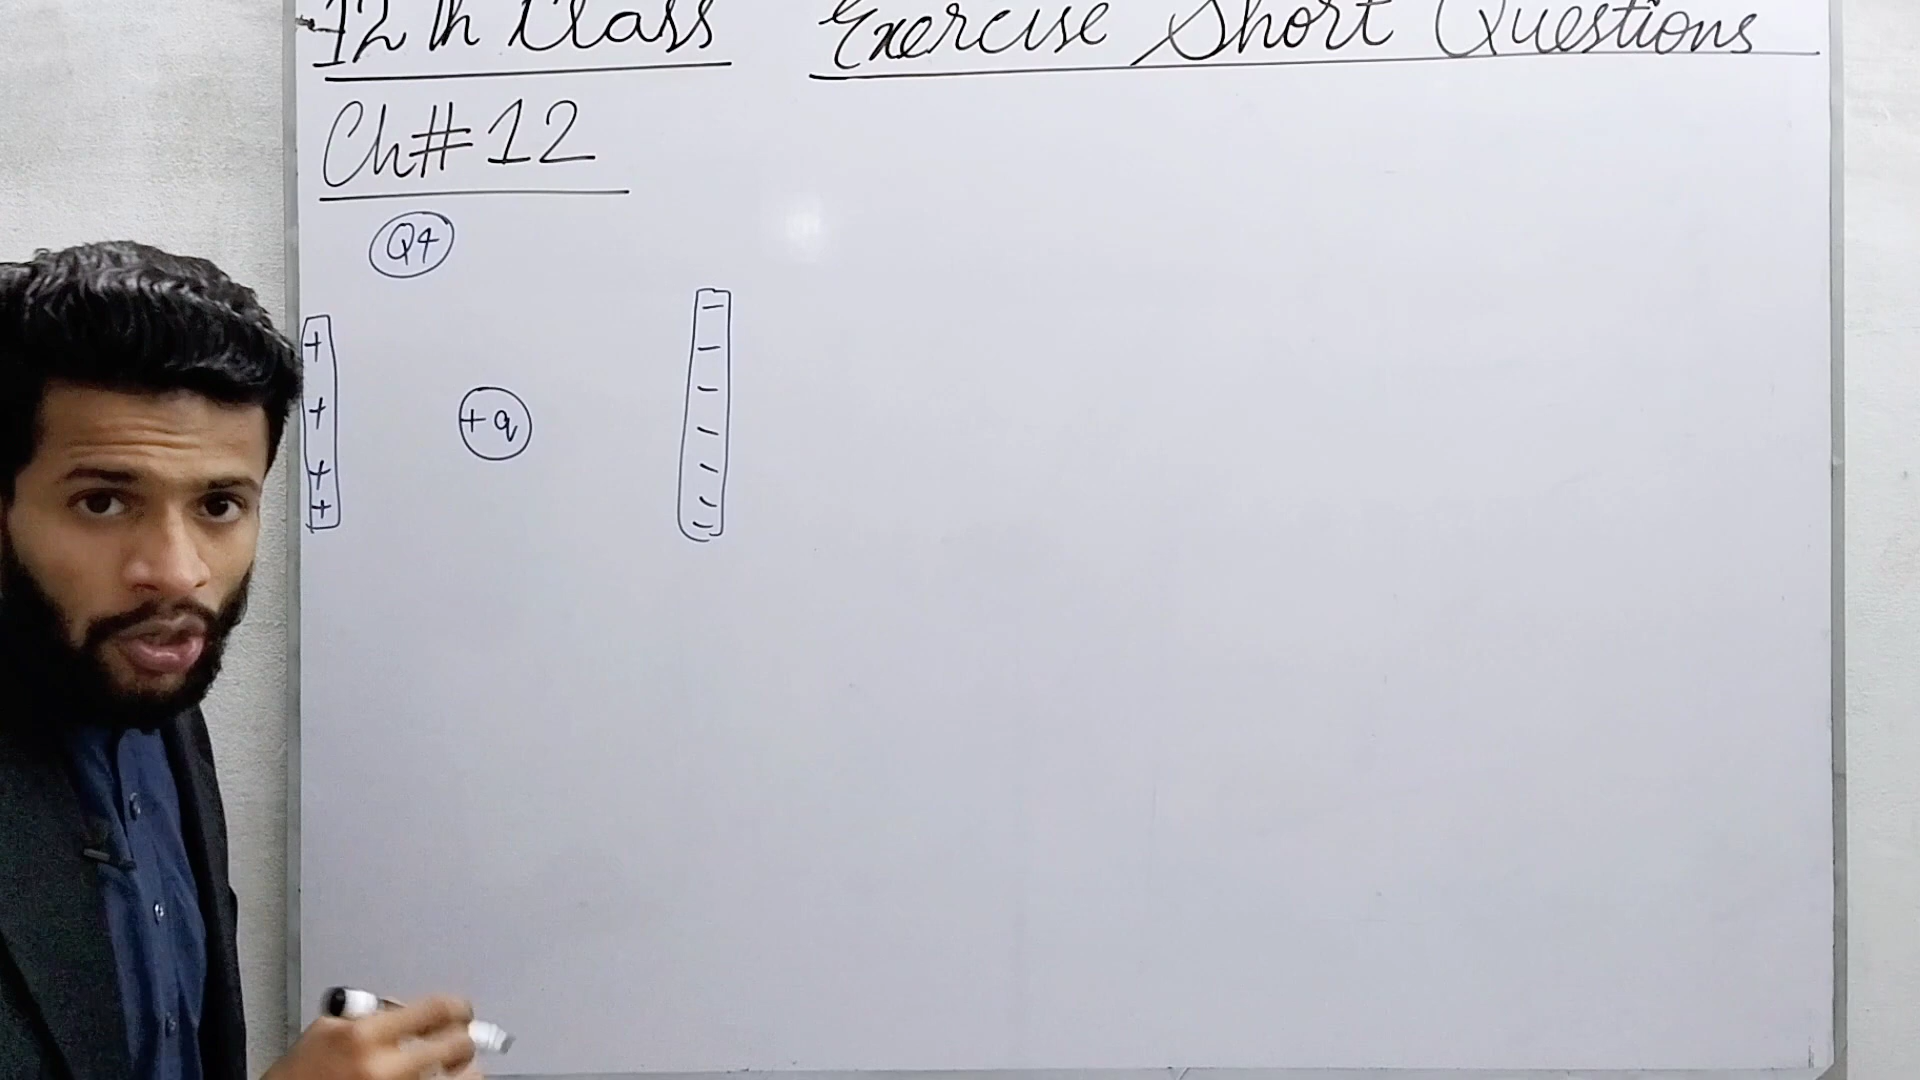 12th Class Exercise Short Questions
Ch#12
Q4
+
+
+
+
+q
-
-
-
-
-
-
-